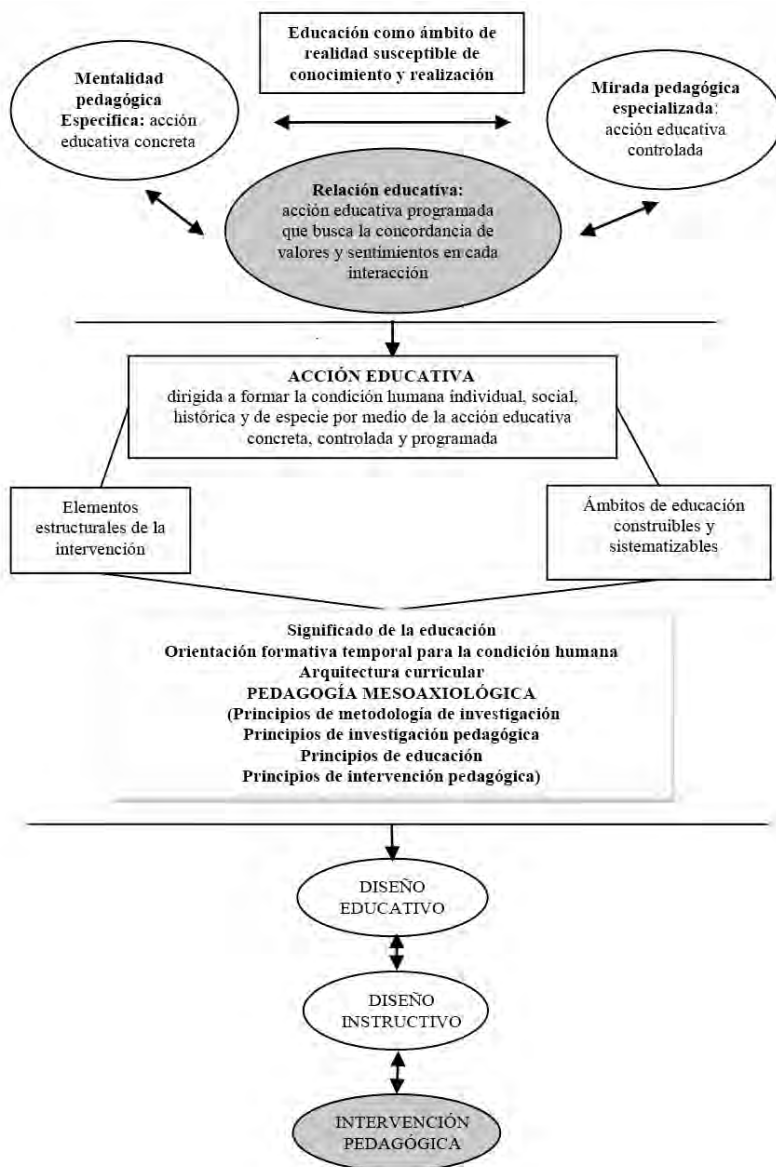 Educación como ámbito de
realidad susceptible de
conocimiento y realización
Mentalidad
pedagógica
Específica: acción
educativa concreta
Mirada pedagógica
especializada:
acción educativa
controlada
Relación educativa:
acción educativa programada
que busca la concordancia de
valores y sentimientos en cada
interacción
ACCIÓN EDUCATIVA
dirigida a formar la condición humana individual, social,
histórica y de especie por medio de la acción educativa
concreta, controlada y programada
Elementos
estructurales de la
intervención
Ámbitos de educación
construibles y
sistematizables
Significado de la educación
Orientación formativa temporal para la condición humana
Arquitectura curricular
PEDAGOGÍA MESOAXIOLÓGICA
(Principios de metodología de investigación
Principios de investigación pedagógica
Principios de educación
Principios de intervención pedagógica)
DISEÑO
EDUCATIVO
DISEÑO
INSTRUCTIVO
INTERVENCIÓN
PEDAGÓGICA